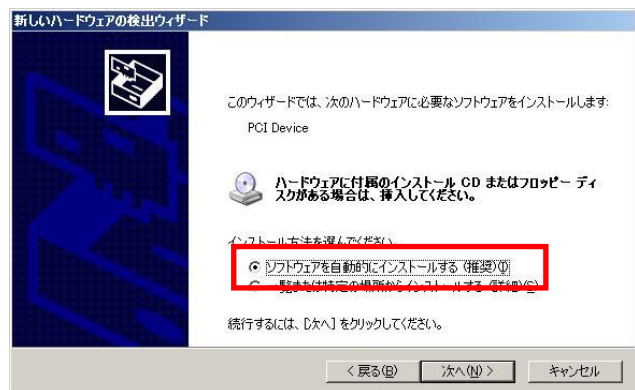 新しいハードウェアの検出ウィザード
このウィザードでは、次のハードウェアに必要なソフトウェアをインストールします:
PCI Device
ハードウェアに付属のインストール CD またはフロッピー ディ
スクがある場合は、挿入してください。
インストール方法を選んでください。
ソフトウェアを自動的にインストールする (推奨)(I)
一覧または特定の場所からインストールする (詳細)(S)
続行するには、[次へ] をクリックしてください。
< 戻る(B)
次へ(N) >
キャンセル